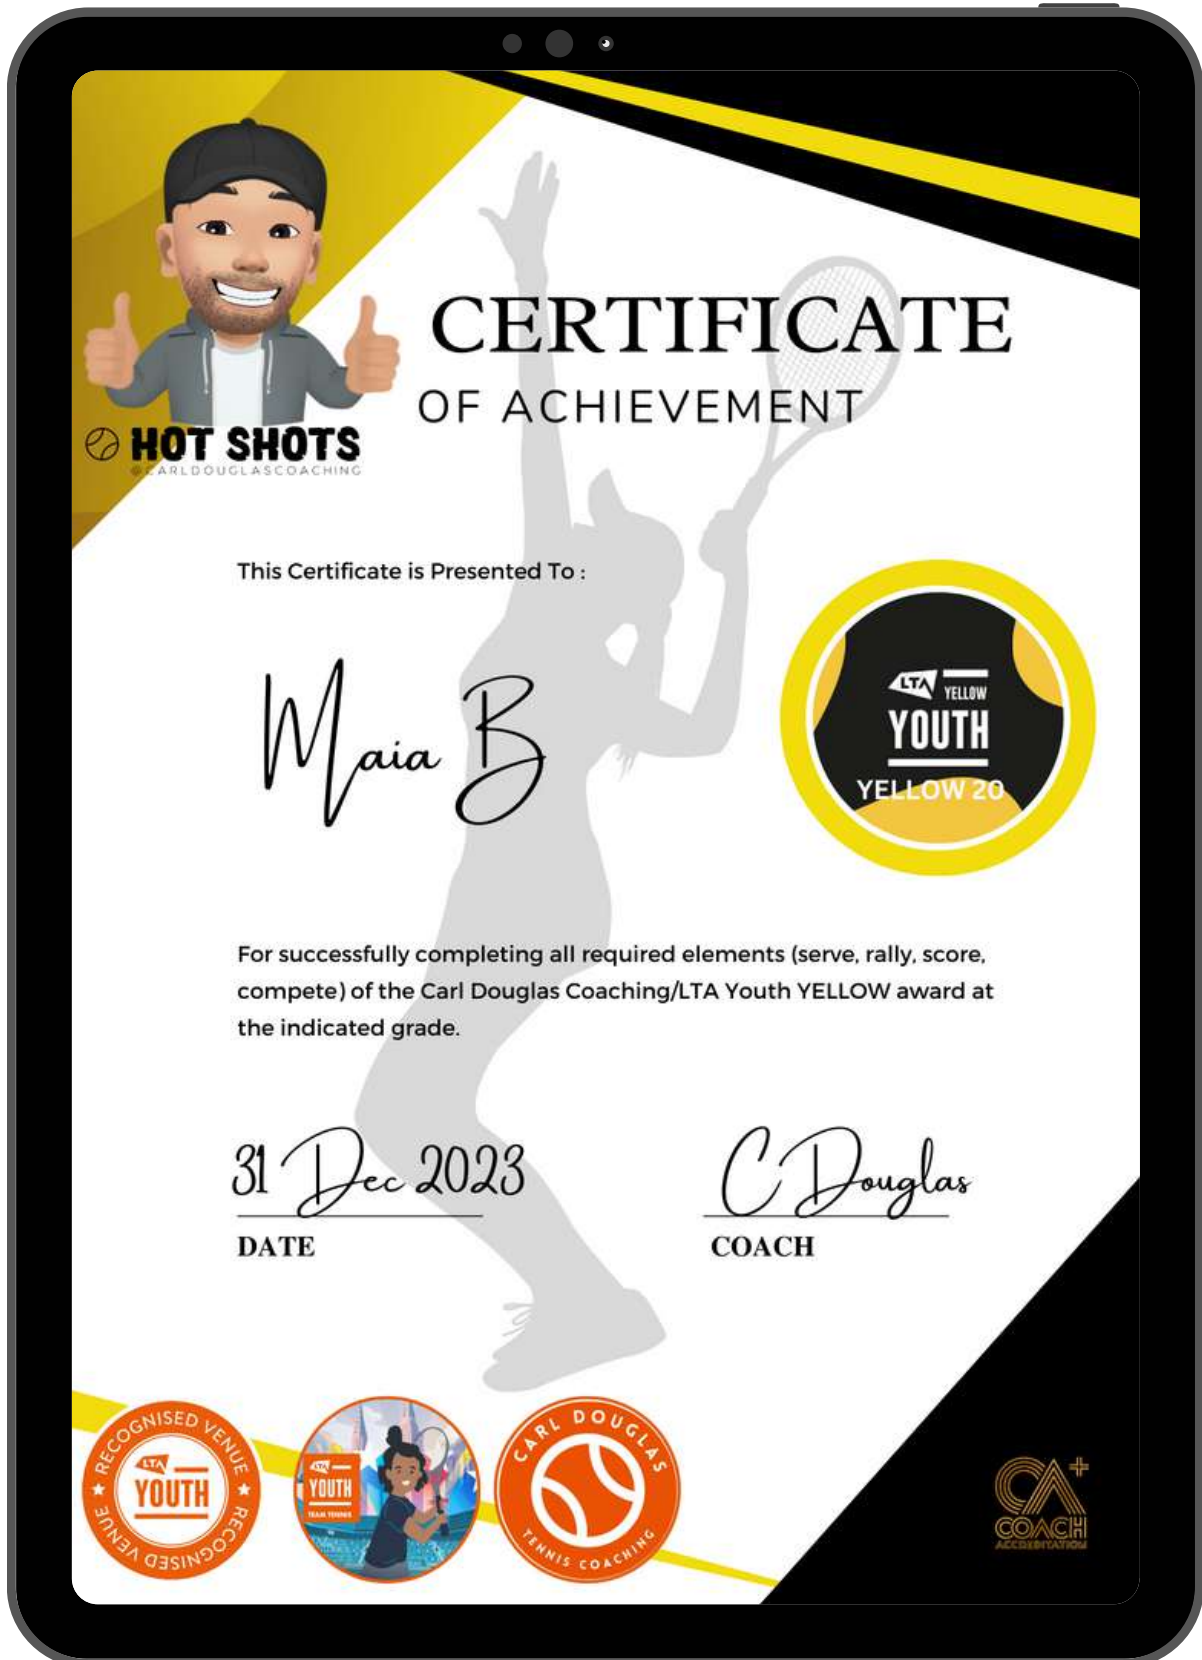 CERTIFICATE
OF ACHIEVEMENT
HOT SHOTS
@CARLDOUGLASCOACHING
This Certificate is Presented To :
Maia B
LTA YELLOW
YOUTH
YELLOW 20
For successfully completing all required elements (serve, rally, score,
compete) of the Carl Douglas Coaching/LTA Youth YELLOW award at
the indicated grade.
31 Dec 2023
DATE
C Douglas
COACH
RECOGNISED VENUE
LTA
YOUTH
RECOGNISED VENUE
LTA
YOUTH
TEAM TENNIS
CARL DOUGLAS
TENNIS COACHING
CA+
COACH
ACCREDITATION